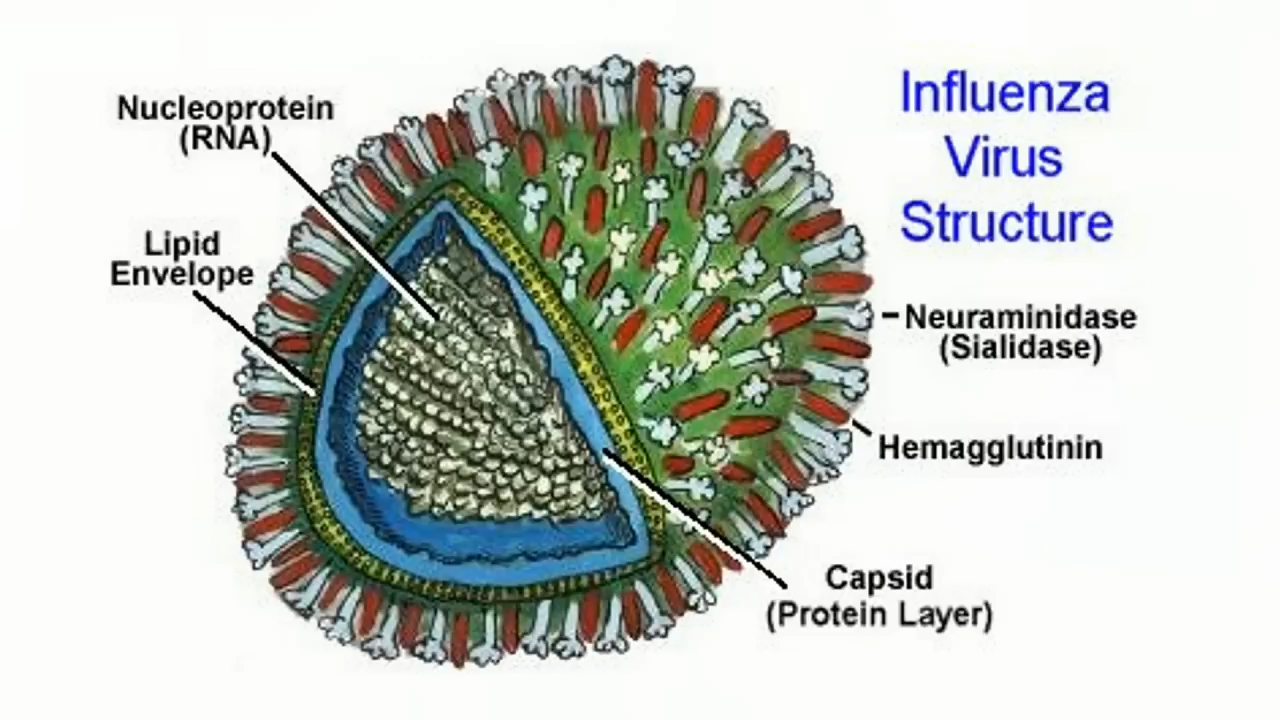 Influenza
Virus
Structure
Nucleoprotein
(RNA)
Lipid
Envelope
Neuraminidase
(Sialidase)
Hemagglutinin
Capsid
(Protein Layer)